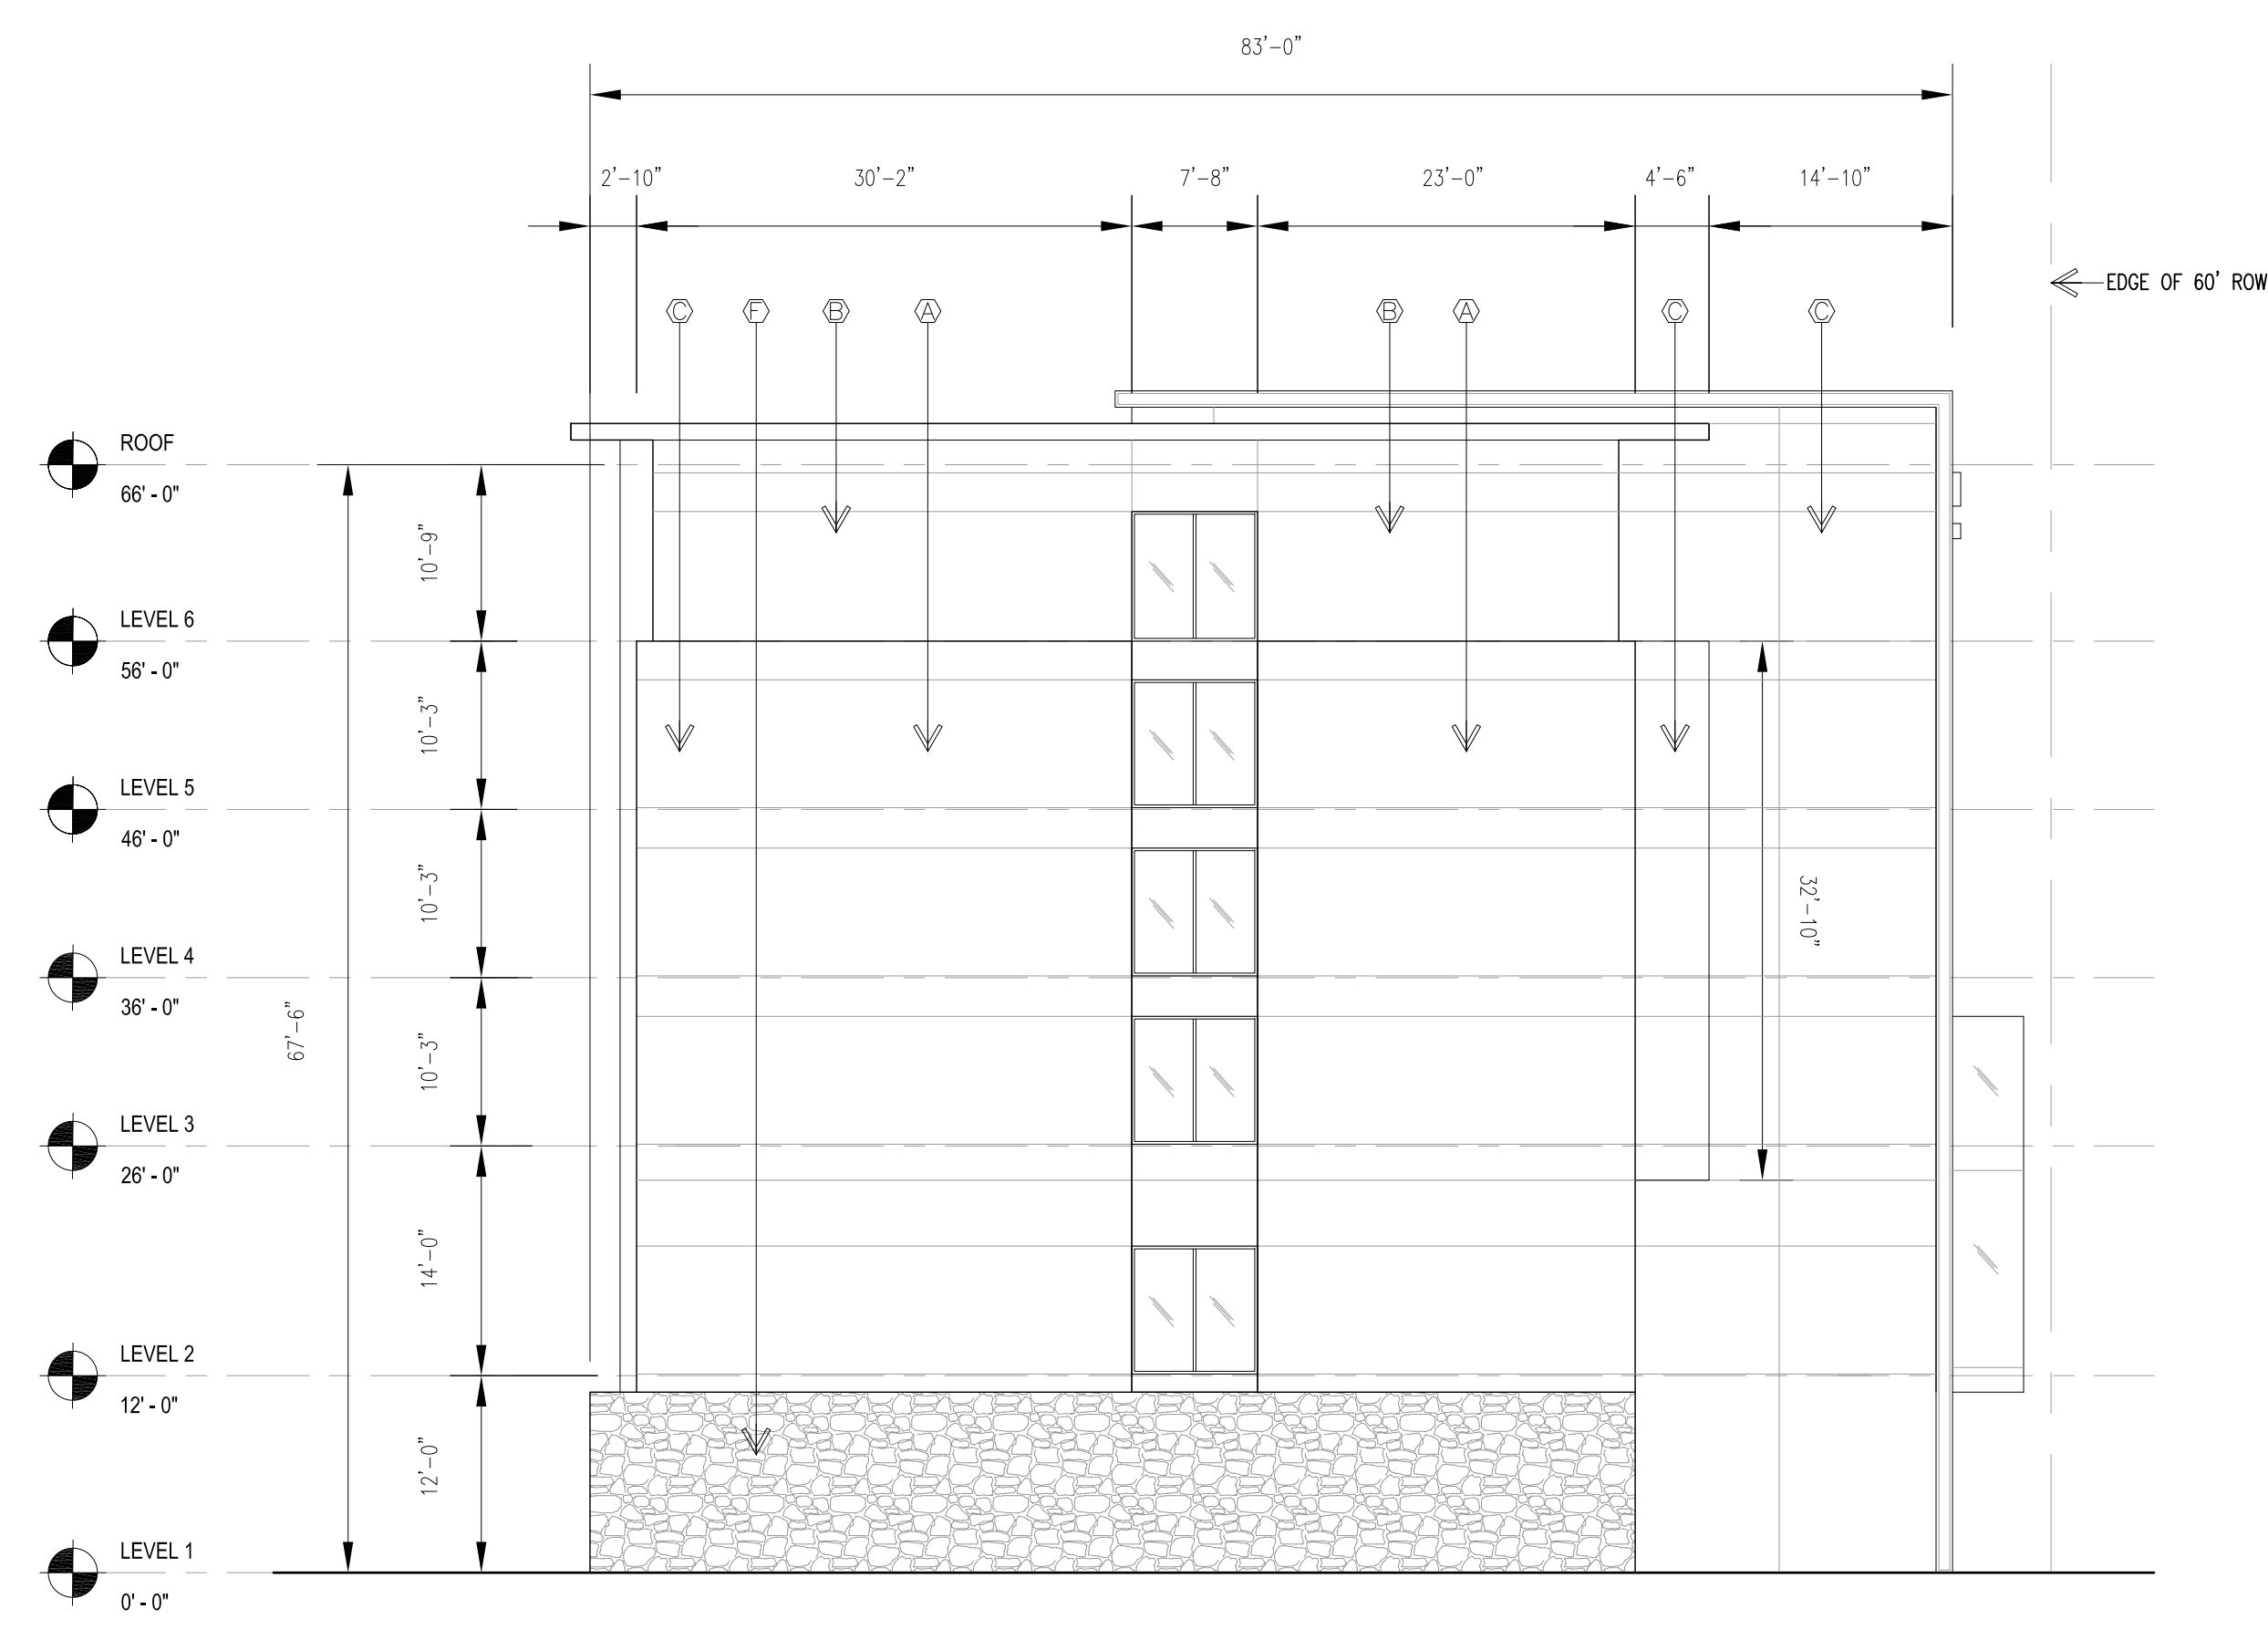 83'-0"
2'-10" 30'-2" 7'-8" 23'-0" 4'-6" 14'-10"
EDGE OF 60' ROW
C F B A B A C C
ROOF
66' - 0"
10'-9"
LEVEL 6
56' - 0"
10'-3"
LEVEL 5
46' - 0"
10'-3"
32'-10"
LEVEL 4
36' - 0"
67'-6"
10'-3"
LEVEL 3
26' - 0"
14'-0"
LEVEL 2
12' - 0"
12'-0"
LEVEL 1
0' - 0"